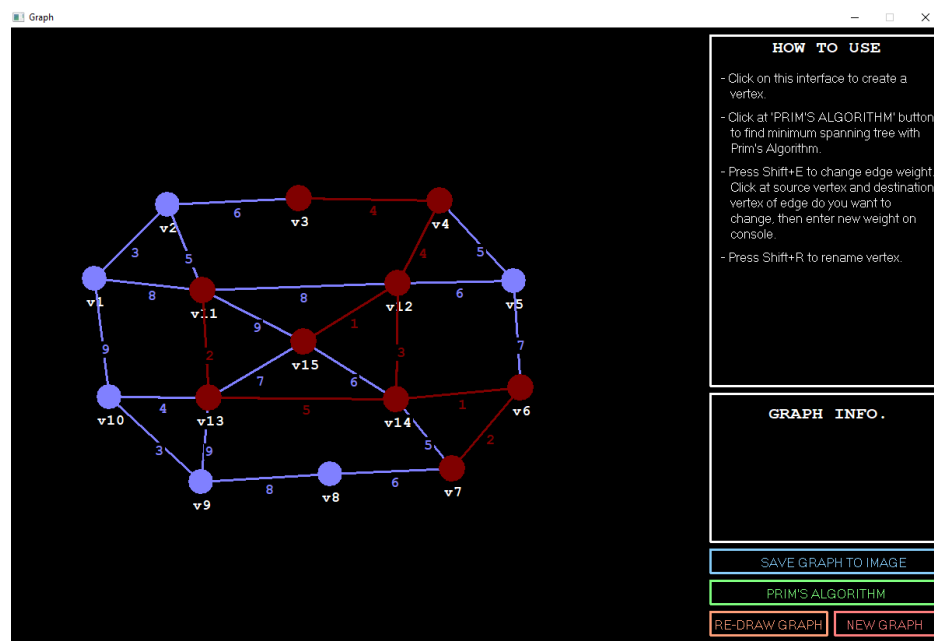 Graph
HOW TO USE
- Click on this interface to create a
vertex.
- Click at 'PRIM'S ALGORITHM' button
to find minimum spanning tree with
Prim's Algorithm.
- Press Shift+E to change edge weight.
Click at source vertex and destination
vertex of edge do you want to
change, then enter new weight on
console.
- Press Shift+R to rename vertex.
GRAPH INFO.
SAVE GRAPH TO IMAGE
PRIM'S ALGORITHM
RE-DRAW GRAPH
NEW GRAPH
6
4
v3
v2
v4
3
5
4
5
8
8
6
v1
v11
v12
v5
9
1
9
2
3
7
v15
7
6
4
5
1
v10
v13
v14
v6
3
9
5
2
8
6
v9
v8
v7